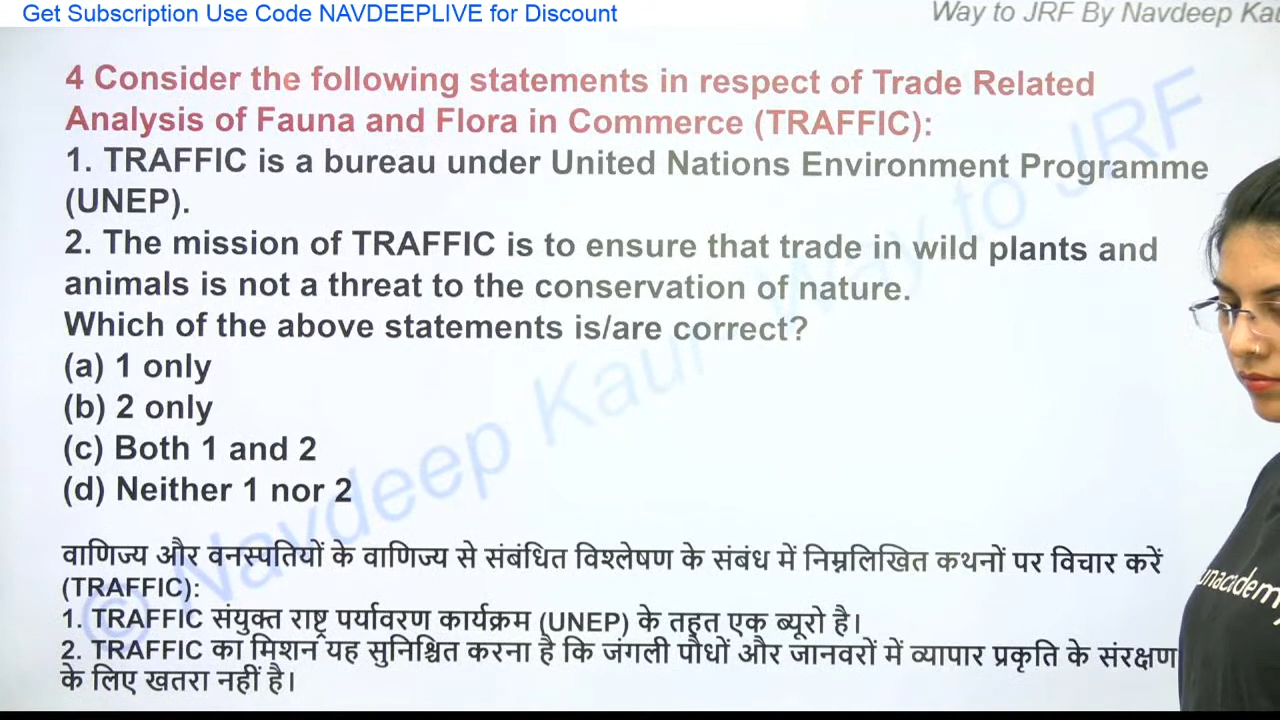 Get Subscription Use Code NAVDEEPLIVE for Discount
Way to JRF By Navdeep
4 Consider the following statements in respect of Trade Related
Analysis of Fauna and Flora in Commerce (TRAFFIC):
1. TRAFFIC is a bureau under United Nations Environment Programme
(UNEP).
2. The mission of TRAFFIC is to ensure that trade in wild plants and
animals is not a threat to the conservation of nature.
Which of the above statements is/are correct?
(a) 1 only
(b) 2 only
(c) Both 1 and 2
(d) Neither 1 nor 2
वाणिज्य और वनस्पतियों के वाणिज्य से संबंधित विश्लेषण के संबंध में निम्नलिखित कथनों पर विचार करें
(TRAFFIC):
1. TRAFFIC संयुक्त राष्ट्र पर्यावरण कार्यक्रम (UNEP) के तहत एक ब्यूरो है।
2. TRAFFIC का मिशन यह सुनिश्चित करना है कि जंगली पौधों और जानवरों में व्यापार प्रकृति के संरक्षण
के लिए खतरा नहीं है।
© Navdeep Kaur Way to JRF
unacademy